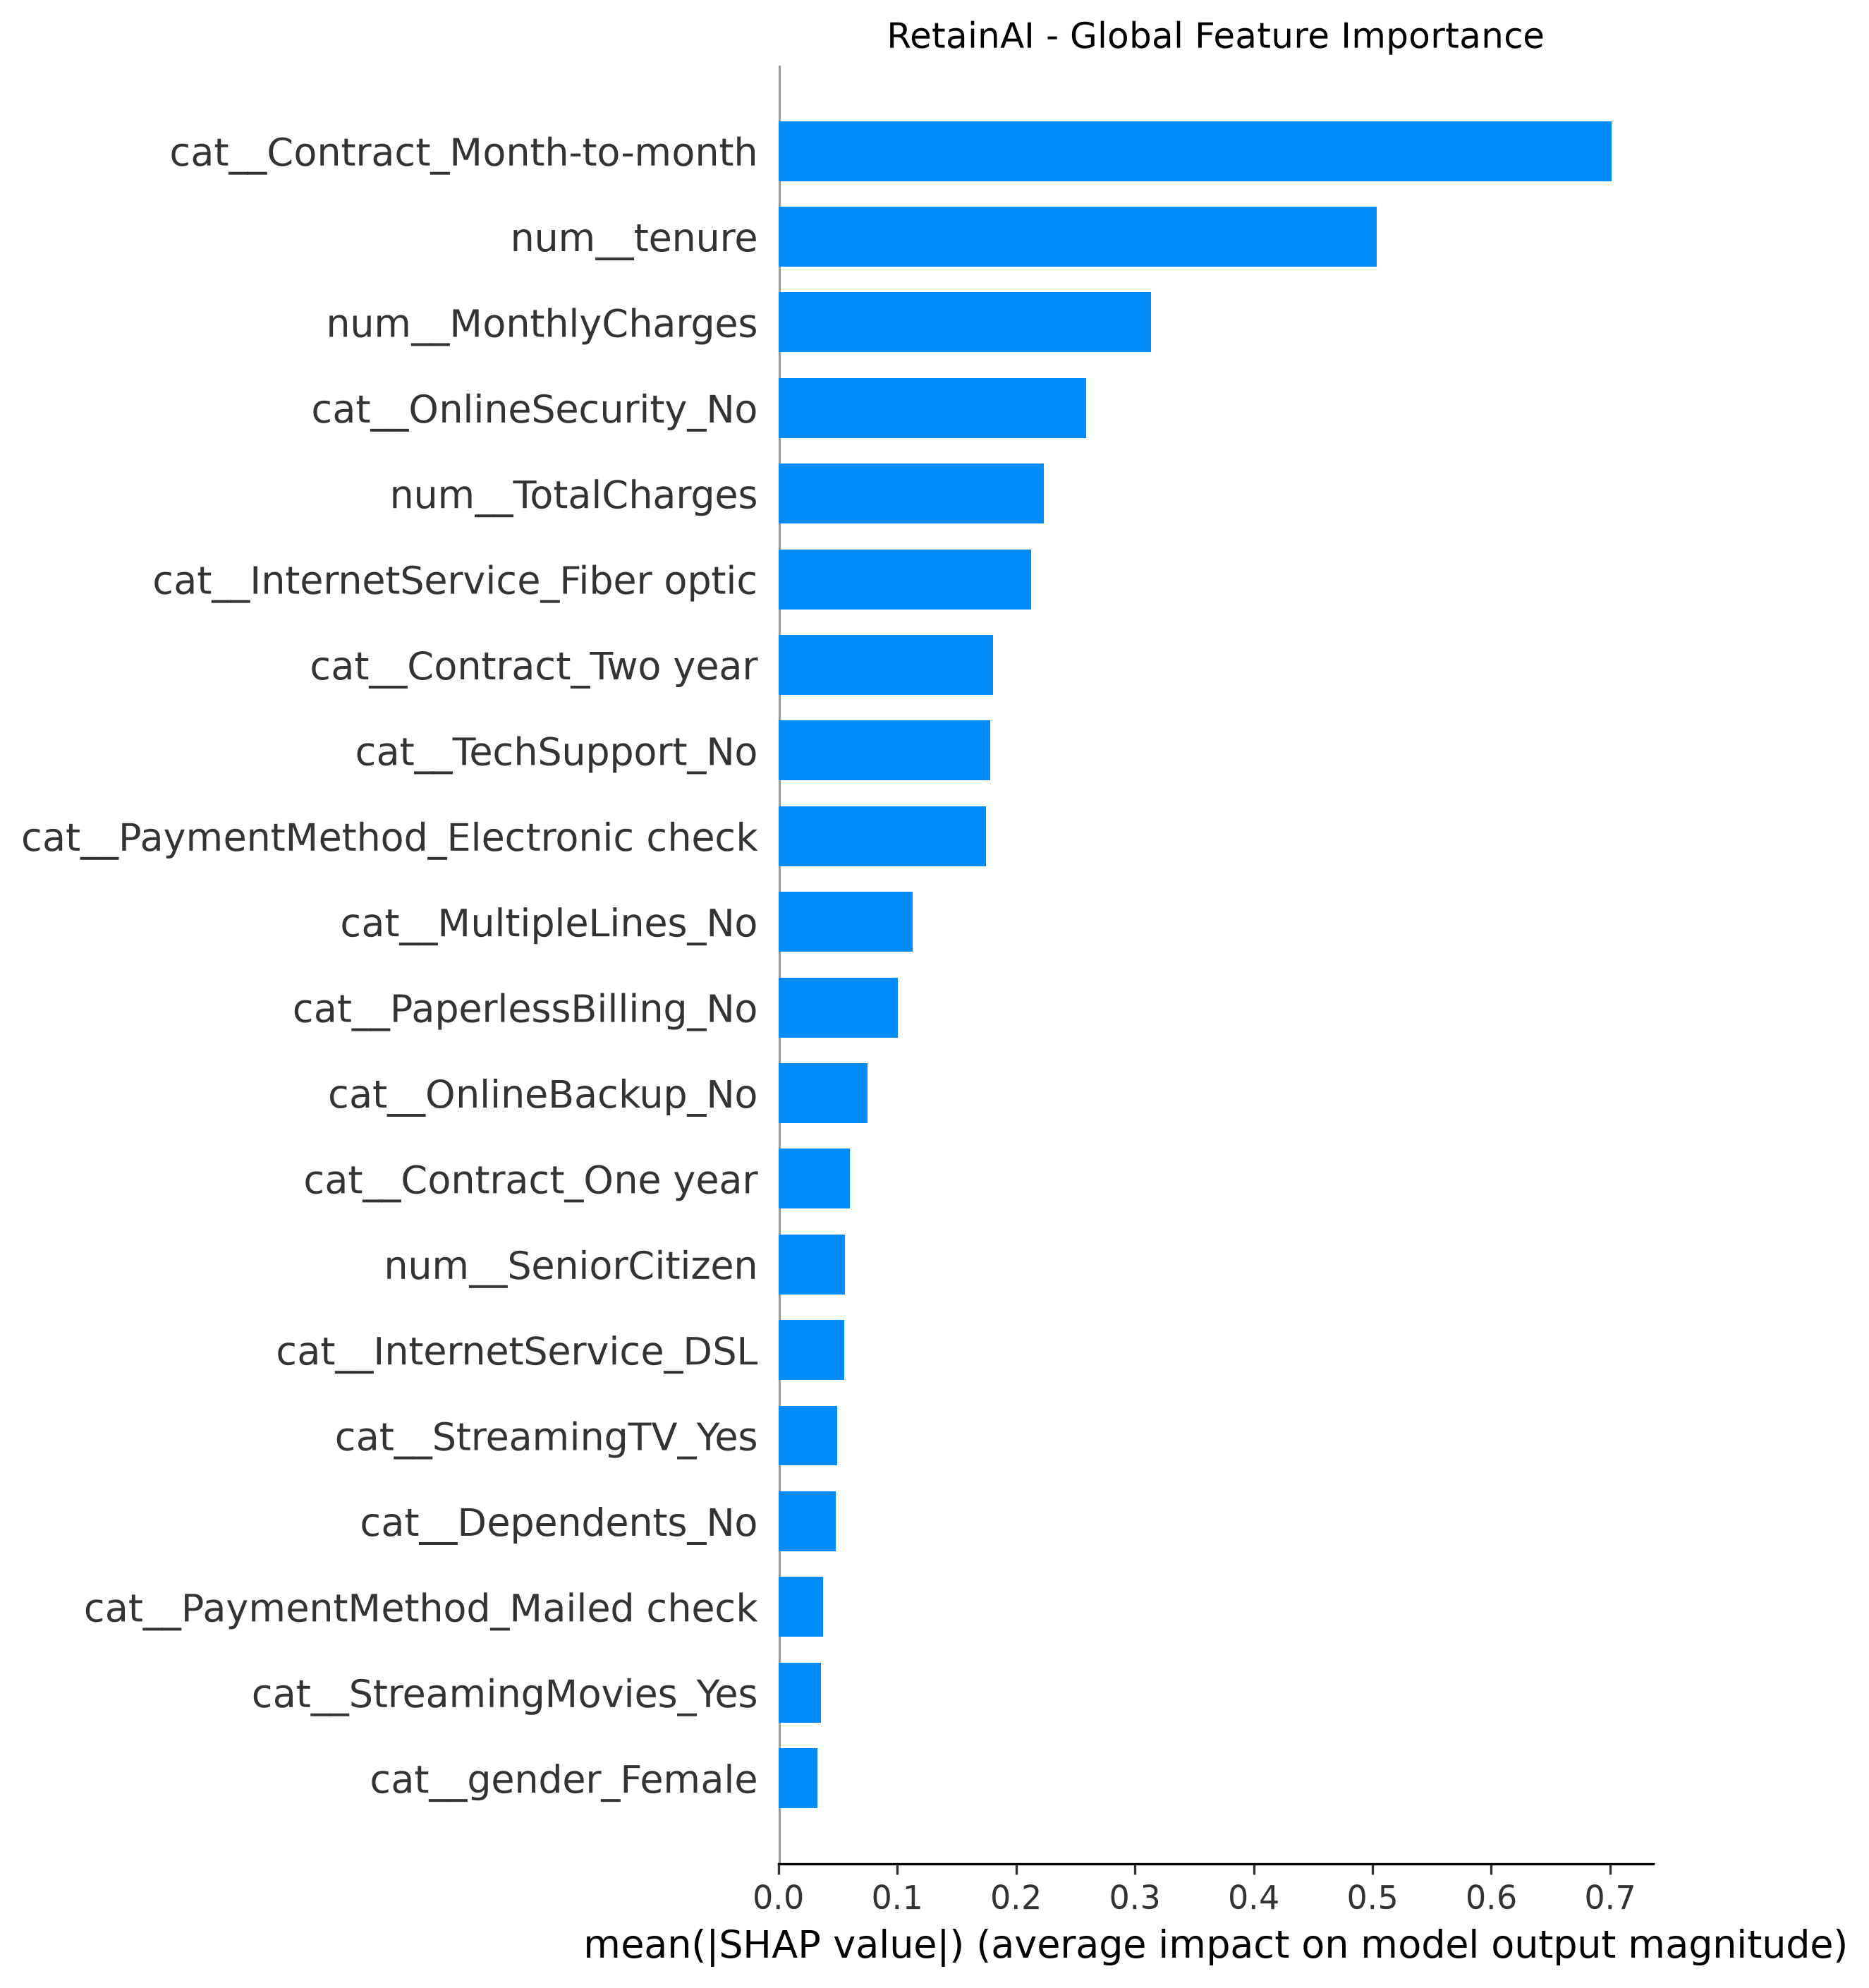 RetainAI - Global Feature Importance
cat__Contract_Month-to-month
num__tenure
num__MonthlyCharges
cat__OnlineSecurity_No
num__TotalCharges
cat__InternetService_Fiber optic
cat__Contract_Two year
cat__TechSupport_No
cat__PaymentMethod_Electronic check
cat__MultipleLines_No
cat__PaperlessBilling_No
cat__OnlineBackup_No
cat__Contract_One year
num__SeniorCitizen
cat__InternetService_DSL
cat__StreamingTV_Yes
cat__Dependents_No
cat__PaymentMethod_Mailed check
cat__StreamingMovies_Yes
cat__gender_Female
0.0 0.1 0.2 0.3 0.4 0.5 0.6 0.7
mean(|SHAP value|) (average impact on model output magnitude)